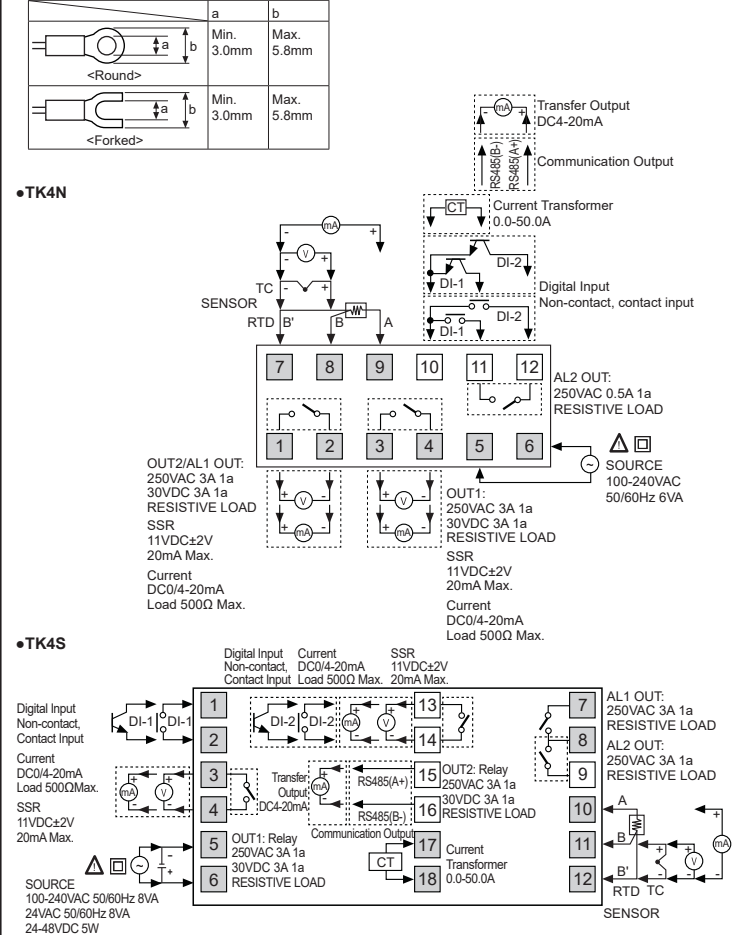 a b
Min. 3.0mm
Max. 5.8mm
a b
<Round>
Min. 3.0mm
Max. 5.8mm
a b
<Forked>
●TK4N
- mA +
Transfer Output
DC4-20mA
RS485(B-)
RS485(A+)
Communication Output
CT
Current Transformer
0.0-50.0A
DI-1
DI-2
DI-1
DI-2
Digital Input
Non-contact, contact input
- mA +
- V +
TC - +
SENSOR
RTD B' B A
7 8 9 10 11 12
AL2 OUT:
250VAC 0.5A 1a
RESISTIVE LOAD
1 2 3 4 5 6
SOURCE
100-240VAC
50/60Hz 6VA
+ V -
+ mA -
+ V -
+ mA -
OUT2/AL1 OUT:
250VAC 3A 1a
30VDC 3A 1a
RESISTIVE LOAD
SSR
11VDC±2V
20mA Max.
Current
DC0/4-20mA
Load 500Ω Max.
OUT1:
250VAC 3A 1a
30VDC 3A 1a
RESISTIVE LOAD
SSR
11VDC±2V
20mA Max.
Current
DC0/4-20mA
Load 500Ω Max.
●TK4S
Digital Input
Non-contact,
Contact Input
Current
DC0/4-20mA
Load 500Ω Max.
SSR
11VDC±2V
20mA Max.
Digital Input
Non-contact,
Contact Input
DI-1 DI-1
1
2
DI-2 DI-2
+ mA -
+ V -
13
14
Current
DC0/4-20mA
Load 500ΩMax.
SSR
11VDC±2V
20mA Max.
+ mA -
+ V -
3
4
Transfer
Output
DC4-20mA
+ mA -
RS485(A+)
RS485(B-)
Communication Output
15
16
OUT2: Relay
250VAC 3A 1a
30VDC 3A 1a
RESISTIVE LOAD
5
6
OUT1: Relay
250VAC 3A 1a
30VDC 3A 1a
RESISTIVE LOAD
- +
SOURCE
100-240VAC 50/60Hz 8VA
24VAC 50/60Hz 8VA
24-48VDC 5W
CT
17
18
Current
Transformer
0.0-50.0A
7
8
9
AL1 OUT:
250VAC 3A 1a
RESISTIVE LOAD
AL2 OUT:
250VAC 3A 1a
RESISTIVE LOAD
10
11
12
A
B
B'
RTD TC
+ -
+ V -
+ mA -
SENSOR